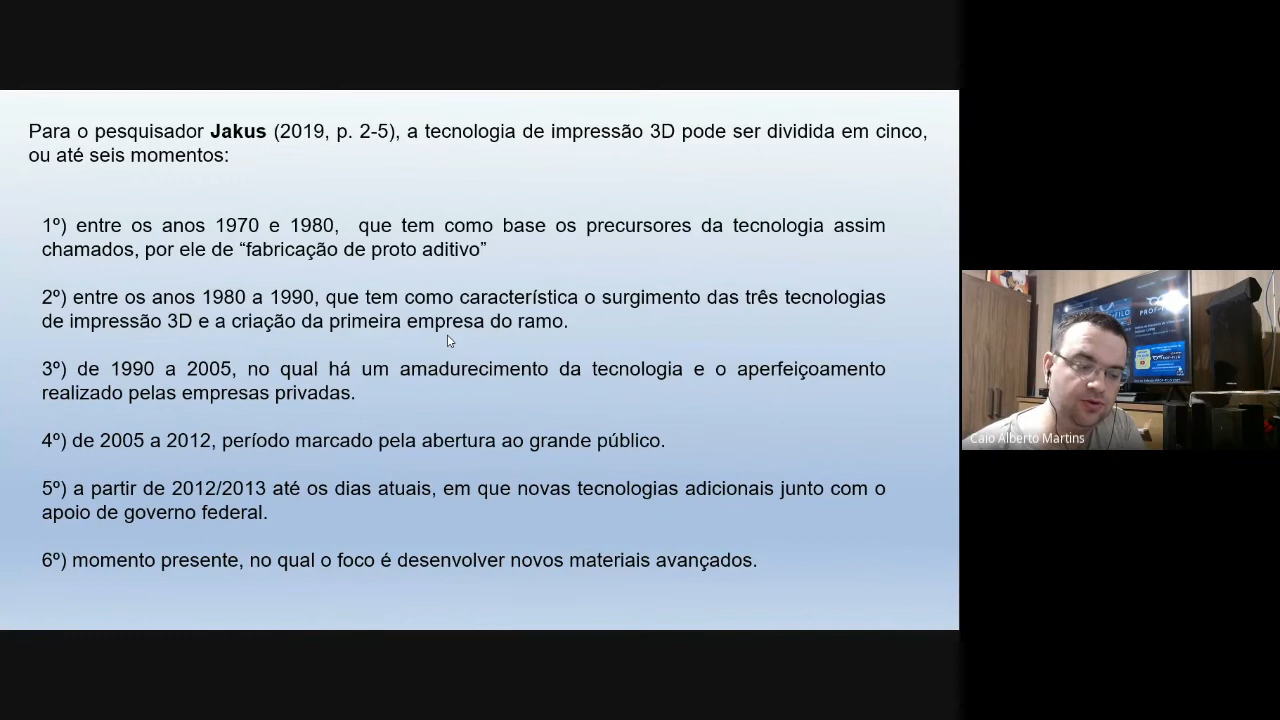 Para o pesquisador Jakus (2019, p. 2-5), a tecnologia de impressão 3D pode ser dividida em cinco,
ou até seis momentos:
1º) entre os anos 1970 e 1980, que tem como base os precursores da tecnologia assim
chamados, por ele de “fabricação de proto aditivo”
2º) entre os anos 1980 a 1990, que tem como característica o surgimento das três tecnologias
de impressão 3D e a criação da primeira empresa do ramo.
3º) de 1990 a 2005, no qual há um amadurecimento da tecnologia e o aperfeiçoamento
realizado pelas empresas privadas.
4º) de 2005 a 2012, período marcado pela abertura ao grande público.
5º) a partir de 2012/2013 até os dias atuais, em que novas tecnologias adicionais junto com o
apoio de governo federal.
6º) momento presente, no qual o foco é desenvolver novos materiais avançados.
PROF-FILO
Caio Alberto Martins